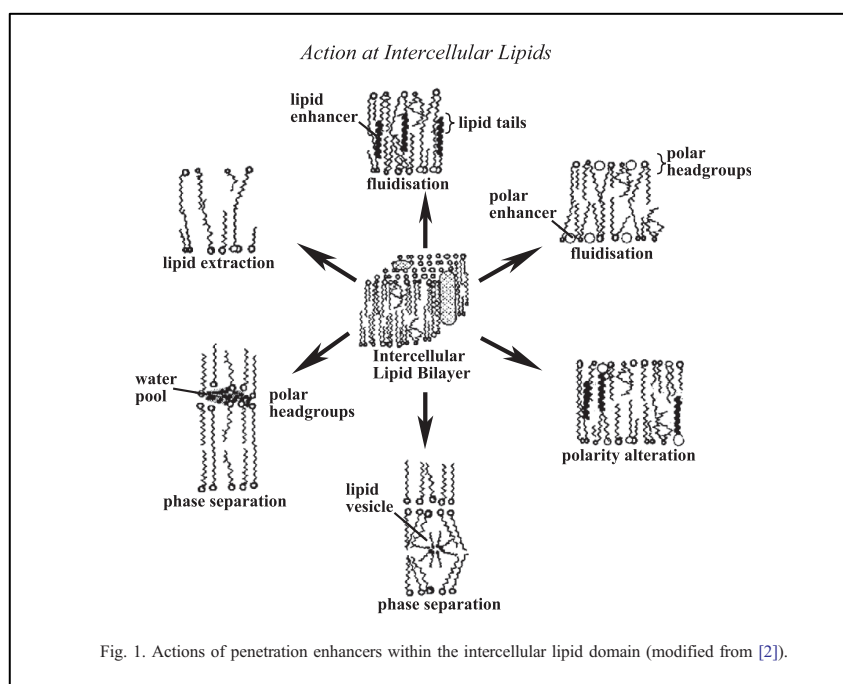 Action at Intercellular Lipids
lipid
enhancer
lipid tails
fluidisation
polar
headgroups
polar
enhancer
fluidisation
lipid extraction
Intercellular
Lipid Bilayer
water
pool
polar
headgroups
phase separation
polarity alteration
lipid
vesicle
phase separation
Fig. 1. Actions of penetration enhancers within the intercellular lipid domain (modified from [2]).